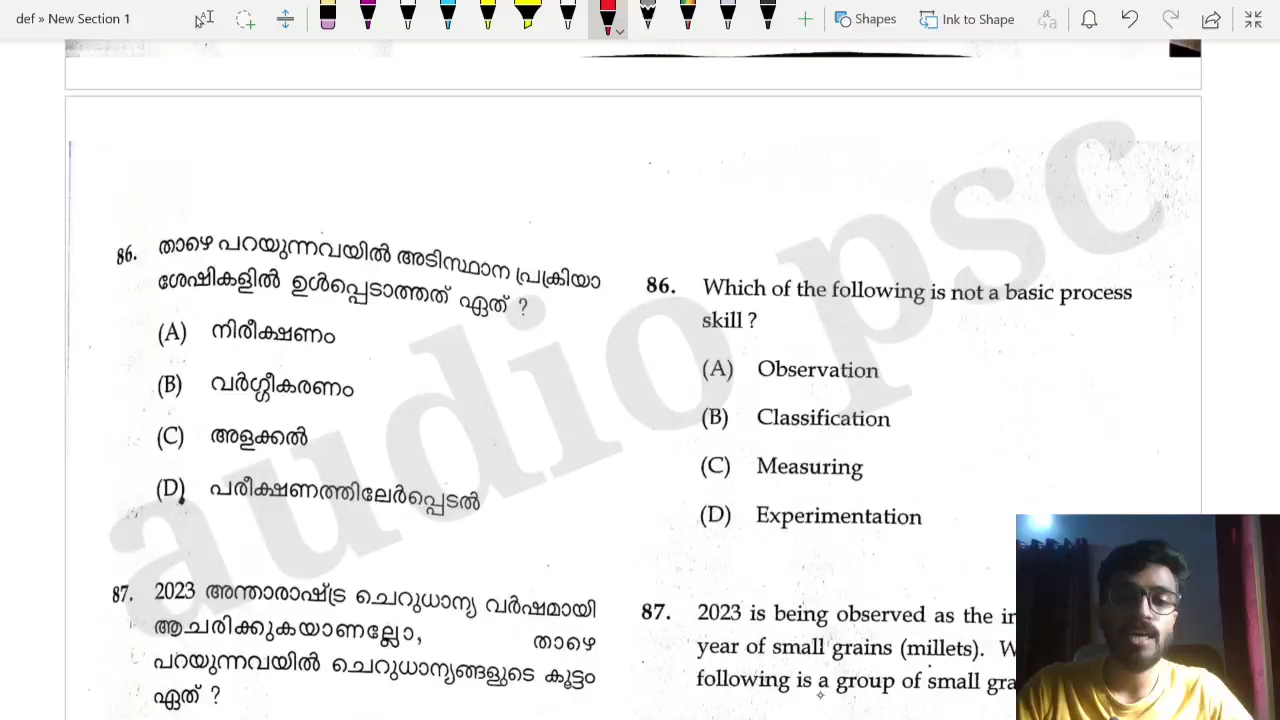 def » New Section 1
Shapes
Ink to Shape
audio psc
86. താഴെ പറയുന്നവയിൽ അടിസ്ഥാന പ്രക്രിയാ
ശേഷികളിൽ ഉൾപ്പെടാത്തത് ഏത് ?
(A) നിരീക്ഷണം
(B) വർഗ്ഗീകരണം
(C) അളക്കൽ
(D) പരീക്ഷണത്തിലേർപ്പെടൽ
87. 2023 അന്താരാഷ്ട്ര ചെറുധാന്യ വർഷമായി
ആചരിക്കുകയാണല്ലോ, താഴെ
പറയുന്നവയിൽ ചെറുധാന്യങ്ങളുടെ കൂട്ടം
ഏത് ?
86. Which of the following is not a basic process
skill ?
(A) Observation
(B) Classification
(C) Measuring
(D) Experimentation
87. 2023 is being observed as the
year of small grains (millets).
following is a group of small